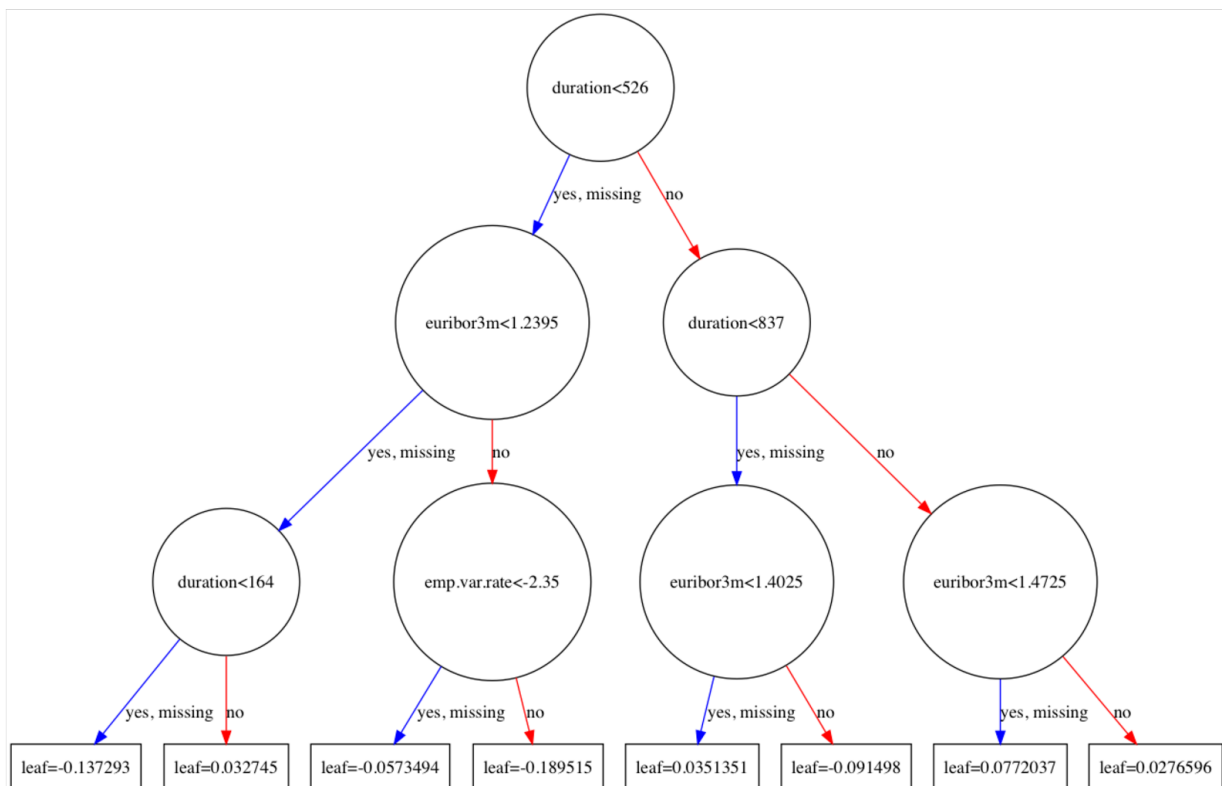 duration<526
yes, missing
no
euribor3m<1.2395
duration<837
yes, missing
no
yes, missing
no
duration<164
emp.var.rate<-2.35
euribor3m<1.4025
euribor3m<1.4725
yes, missing
no
yes, missing
no
yes, missing
no
yes, missing
no
leaf=-0.137293
leaf=0.032745
leaf=-0.0573494
leaf=-0.189515
leaf=0.0351351
leaf=-0.091498
leaf=0.0772037
leaf=0.0276596